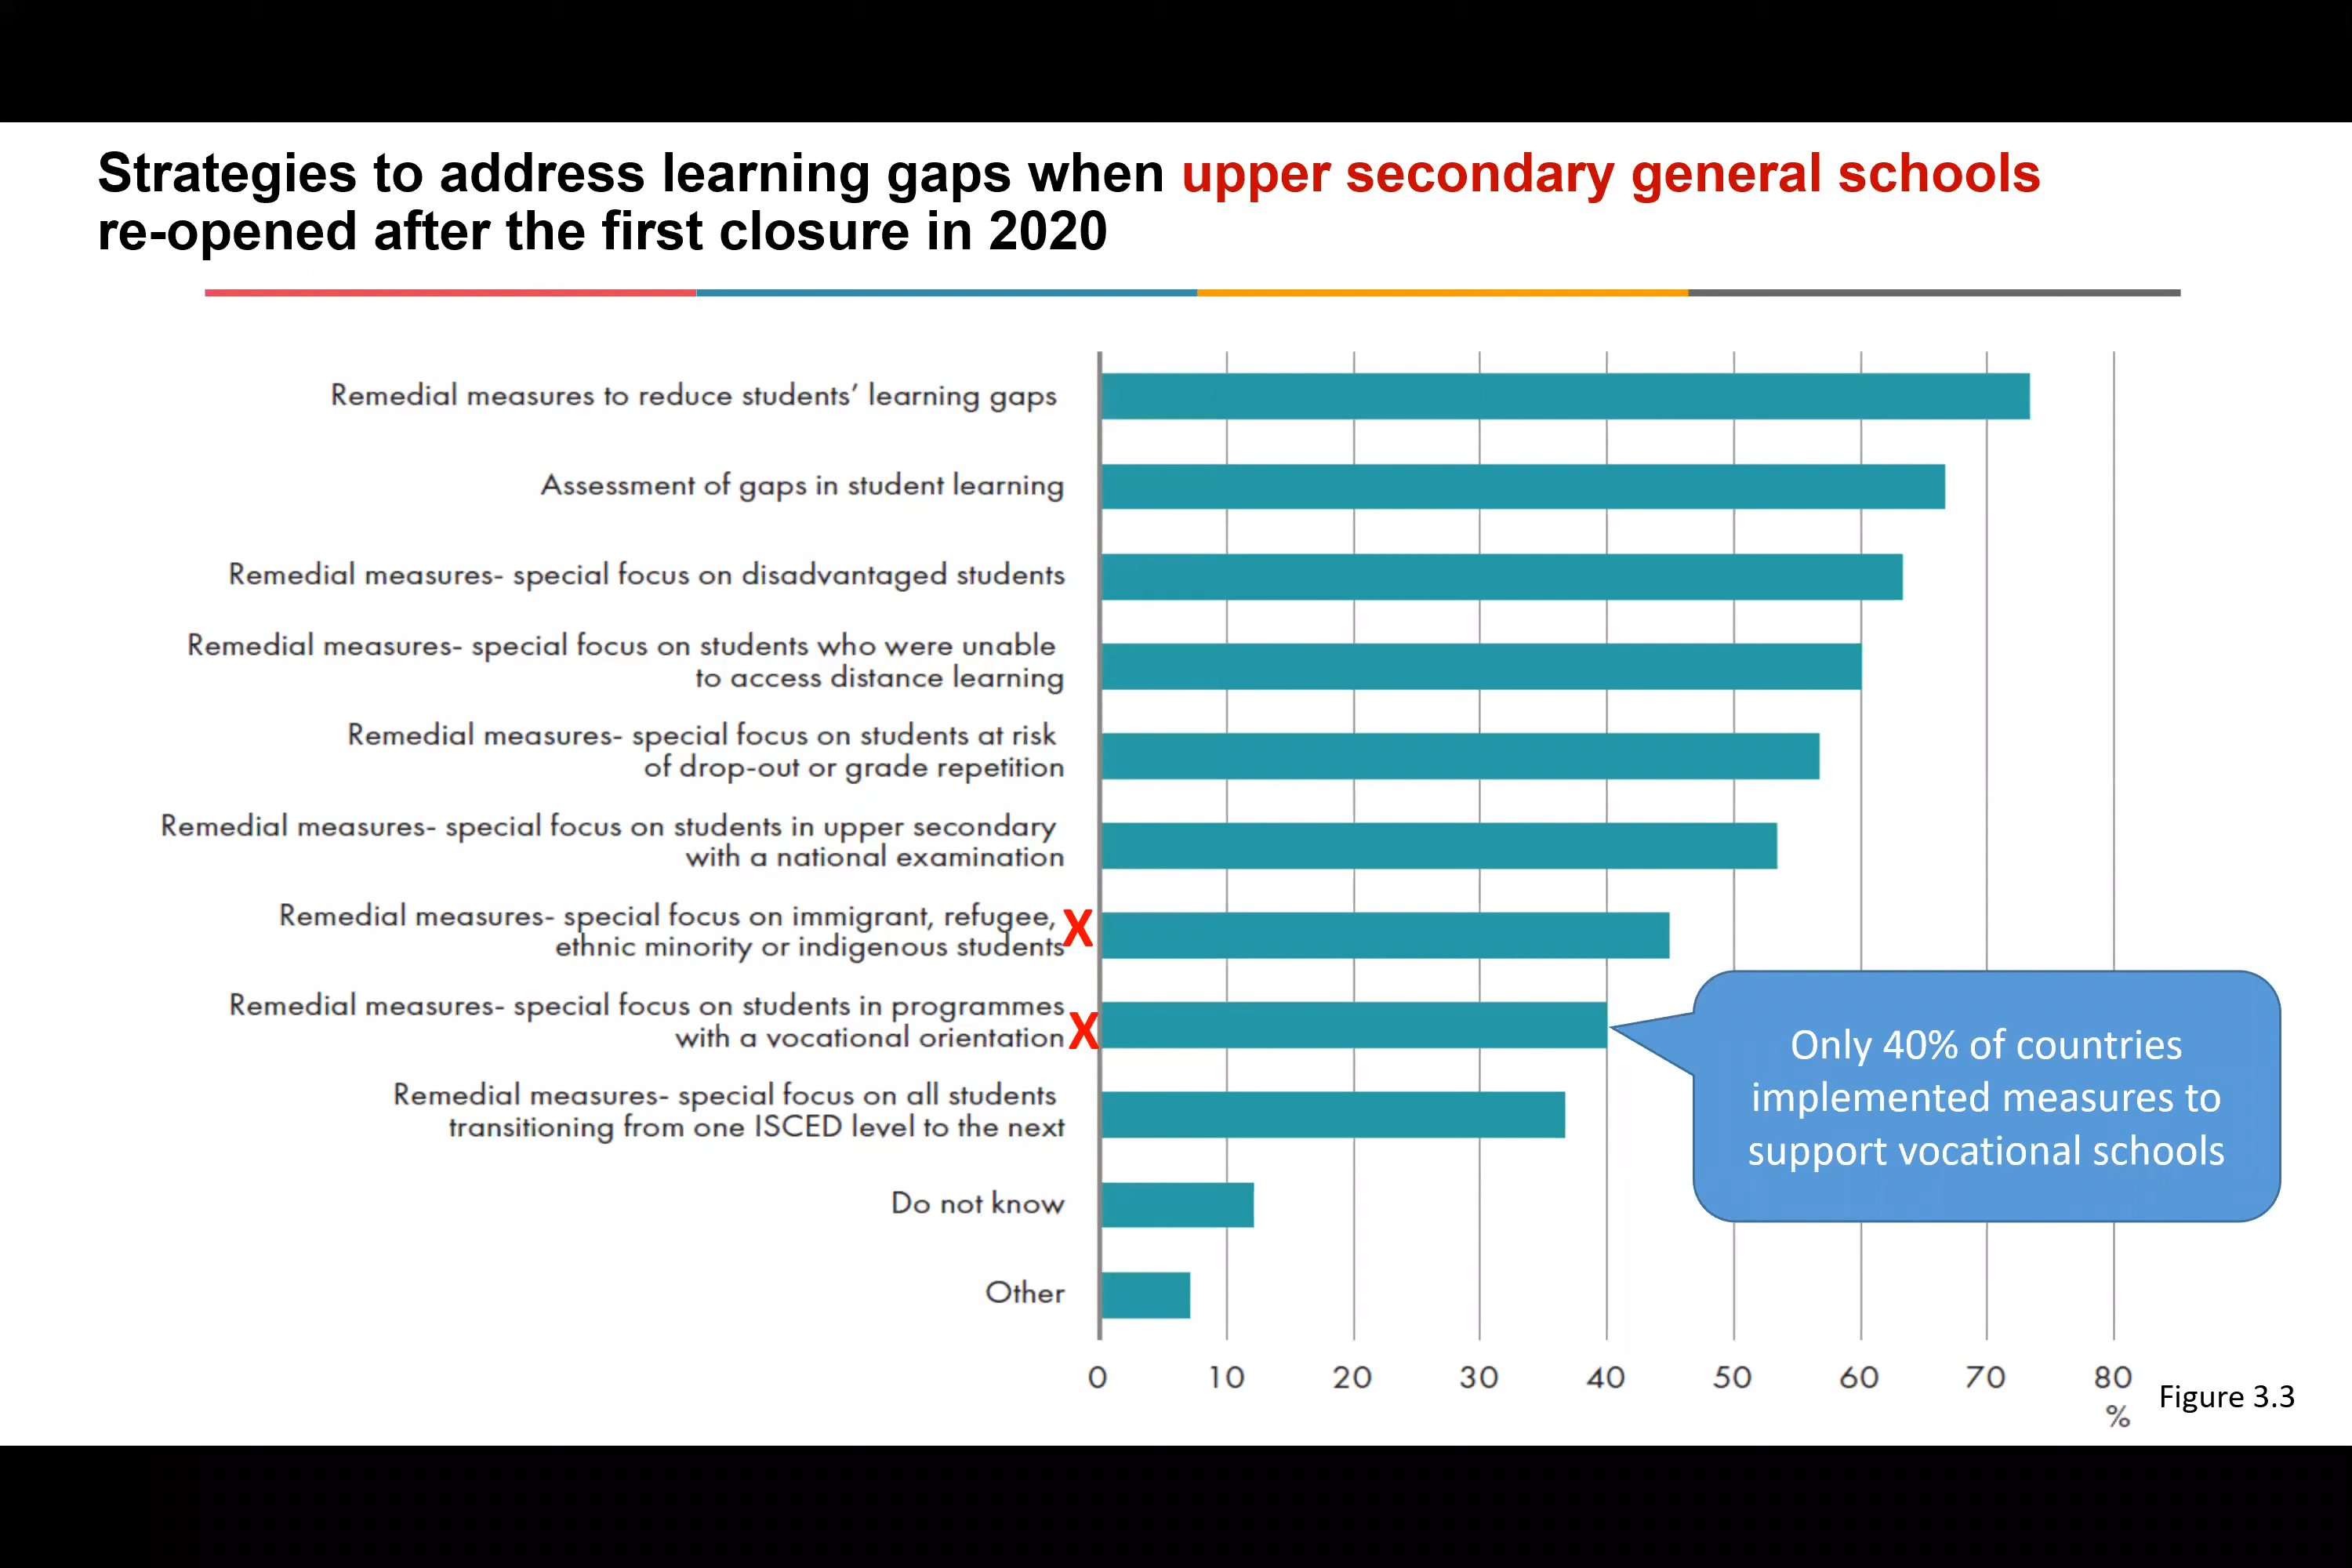 Strategies to address learning gaps when upper secondary general schools
re-opened after the first closure in 2020
Remedial measures to reduce students’ learning gaps
Assessment of gaps in student learning
Remedial measures- special focus on disadvantaged students
Remedial measures- special focus on students who were unable
to access distance learning
Remedial measures- special focus on students at risk
of drop-out or grade repetition
Remedial measures- special focus on students in upper secondary
with a national examination
Remedial measures- special focus on immigrant, refugee,
ethnic minority or indigenous students
X
Remedial measures- special focus on students in programmes
with a vocational orientation
X
Remedial measures- special focus on all students
transitioning from one ISCED level to the next
Do not know
Other
Only 40% of countries
implemented measures to
support vocational schools
0 10 20 30 40 50 60 70 80
%
Figure 3.3